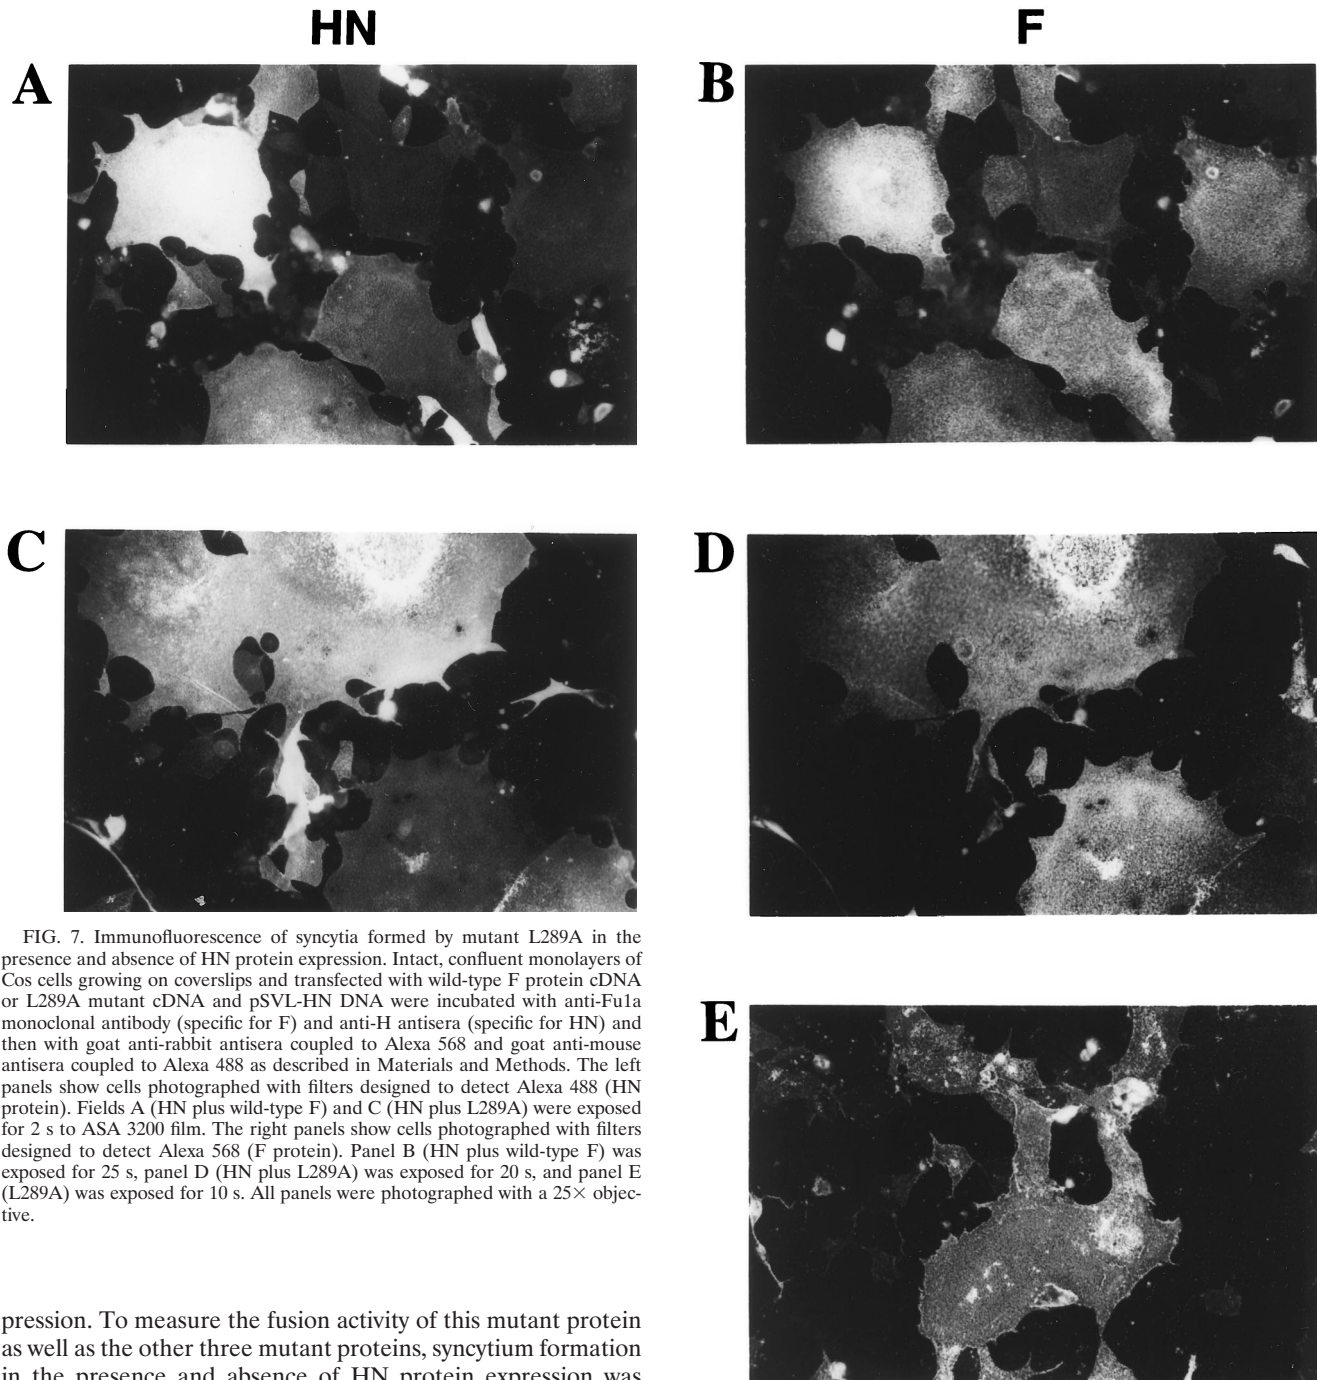 HN
F
A
B
C
D
FIG. 7. Immunofluorescence of syncytia formed by mutant L289A in the
presence and absence of HN protein expression. Intact, confluent monolayers of
Cos cells growing on coverslips and transfected with wild-type F protein cDNA
or L289A mutant cDNA and pSVL-HN DNA were incubated with anti-Fu1a
monoclonal antibody (specific for F) and anti-H antisera (specific for HN) and
then with goat anti-rabbit antisera coupled to Alexa 568 and goat anti-mouse
antisera coupled to Alexa 488 as described in Materials and Methods. The left
panels show cells photographed with filters designed to detect Alexa 488 (HN
protein). Fields A (HN plus wild-type F) and C (HN plus L289A) were exposed
for 2 s to ASA 3200 film. The right panels show cells photographed with filters
designed to detect Alexa 568 (F protein). Panel B (HN plus wild-type F) was
exposed for 25 s, panel D (HN plus L289A) was exposed for 20 s, and panel E
(L289A) was exposed for 10 s. All panels were photographed with a 25× objec-
tive.
E
pression. To measure the fusion activity of this mutant protein
as well as the other three mutant proteins, syncytium formation
in the presence and absence of HN protein expression was